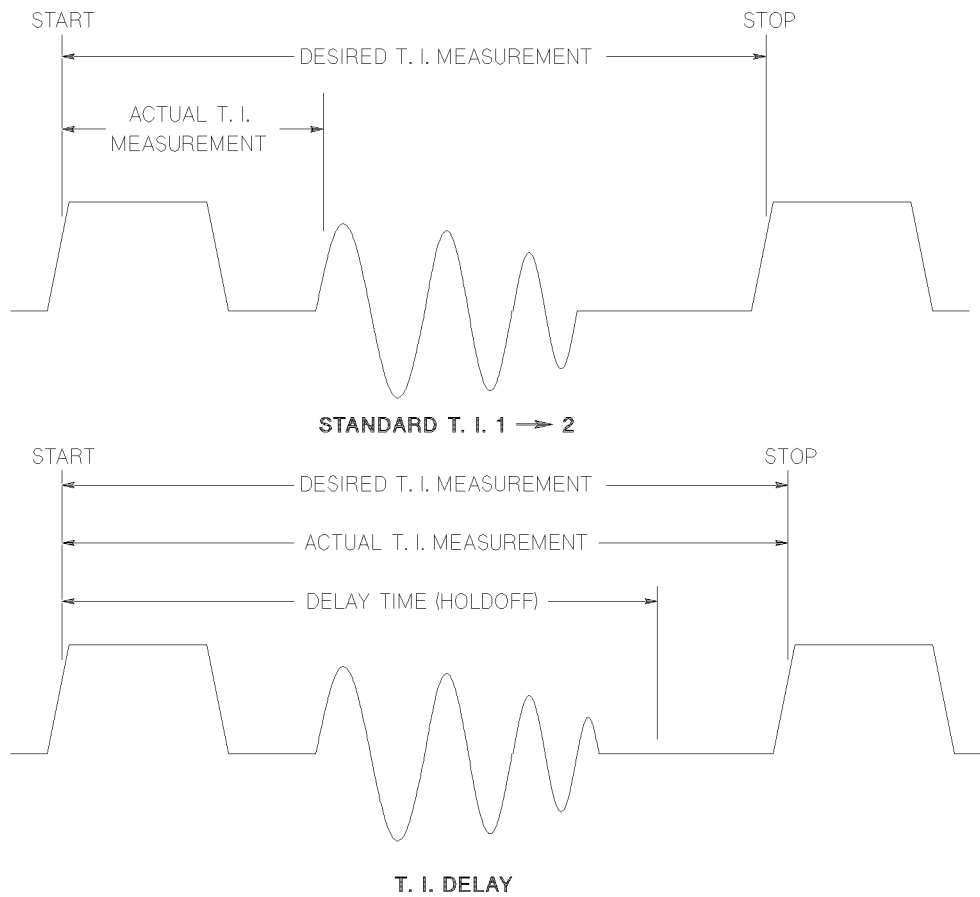 START
STOP
DESIRED T. I. MEASUREMENT
ACTUAL T. I.
MEASUREMENT
STANDARD T. I. 1 → 2
START
STOP
DESIRED T. I. MEASUREMENT
ACTUAL T. I. MEASUREMENT
DELAY TIME (HOLDOFF)
T. I. DELAY